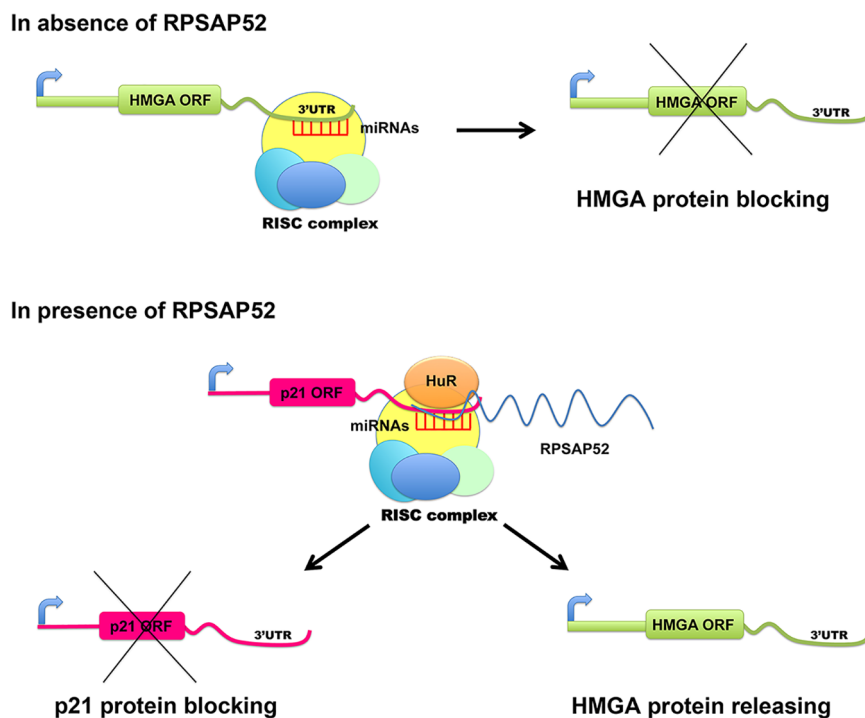 In absence of RPSAP52
HMGA ORF
3'UTR
miRNAs
RISC complex
HMGA ORF
3'UTR
HMGA protein blocking
In presence of RPSAP52
p21 ORF
HuR
miRNAs
RPSAP52
RISC complex
p21 ORF
3'UTR
p21 protein blocking
HMGA ORF
3'UTR
HMGA protein releasing